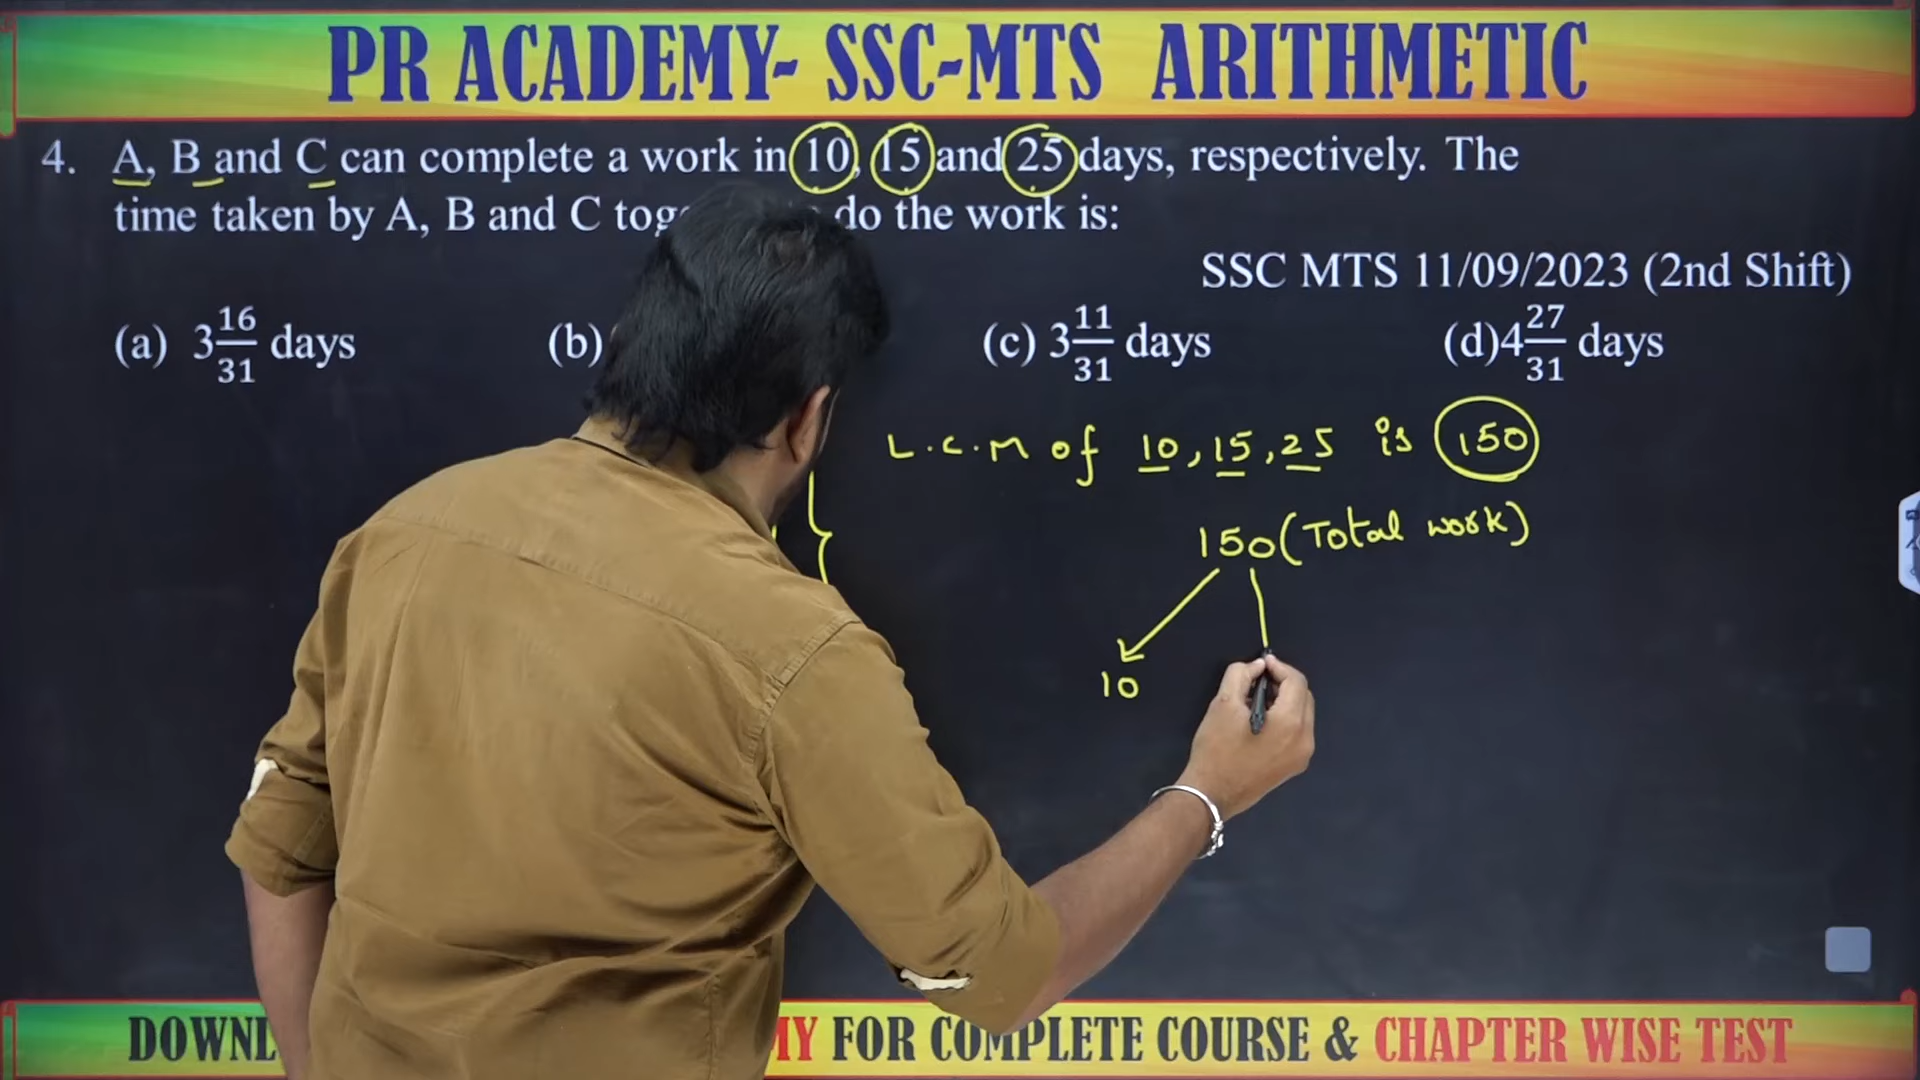 PR ACADEMY- SSC-MTS ARITHMETIC
4. A, B and C can complete a work in 10, 15 and 25 days, respectively. The
time taken by A, B and C do the work is:
SSC MTS 11/09/2023 (2nd Shift)
(a) 3 16/31 days (b) (c) 3 11/31 days (d) 4 27/31 days
L.C.M of 10, 15, 25 is 150
150 (Total work)
10
FOR COMPLETE COURSE & CHAPTER WISE TEST